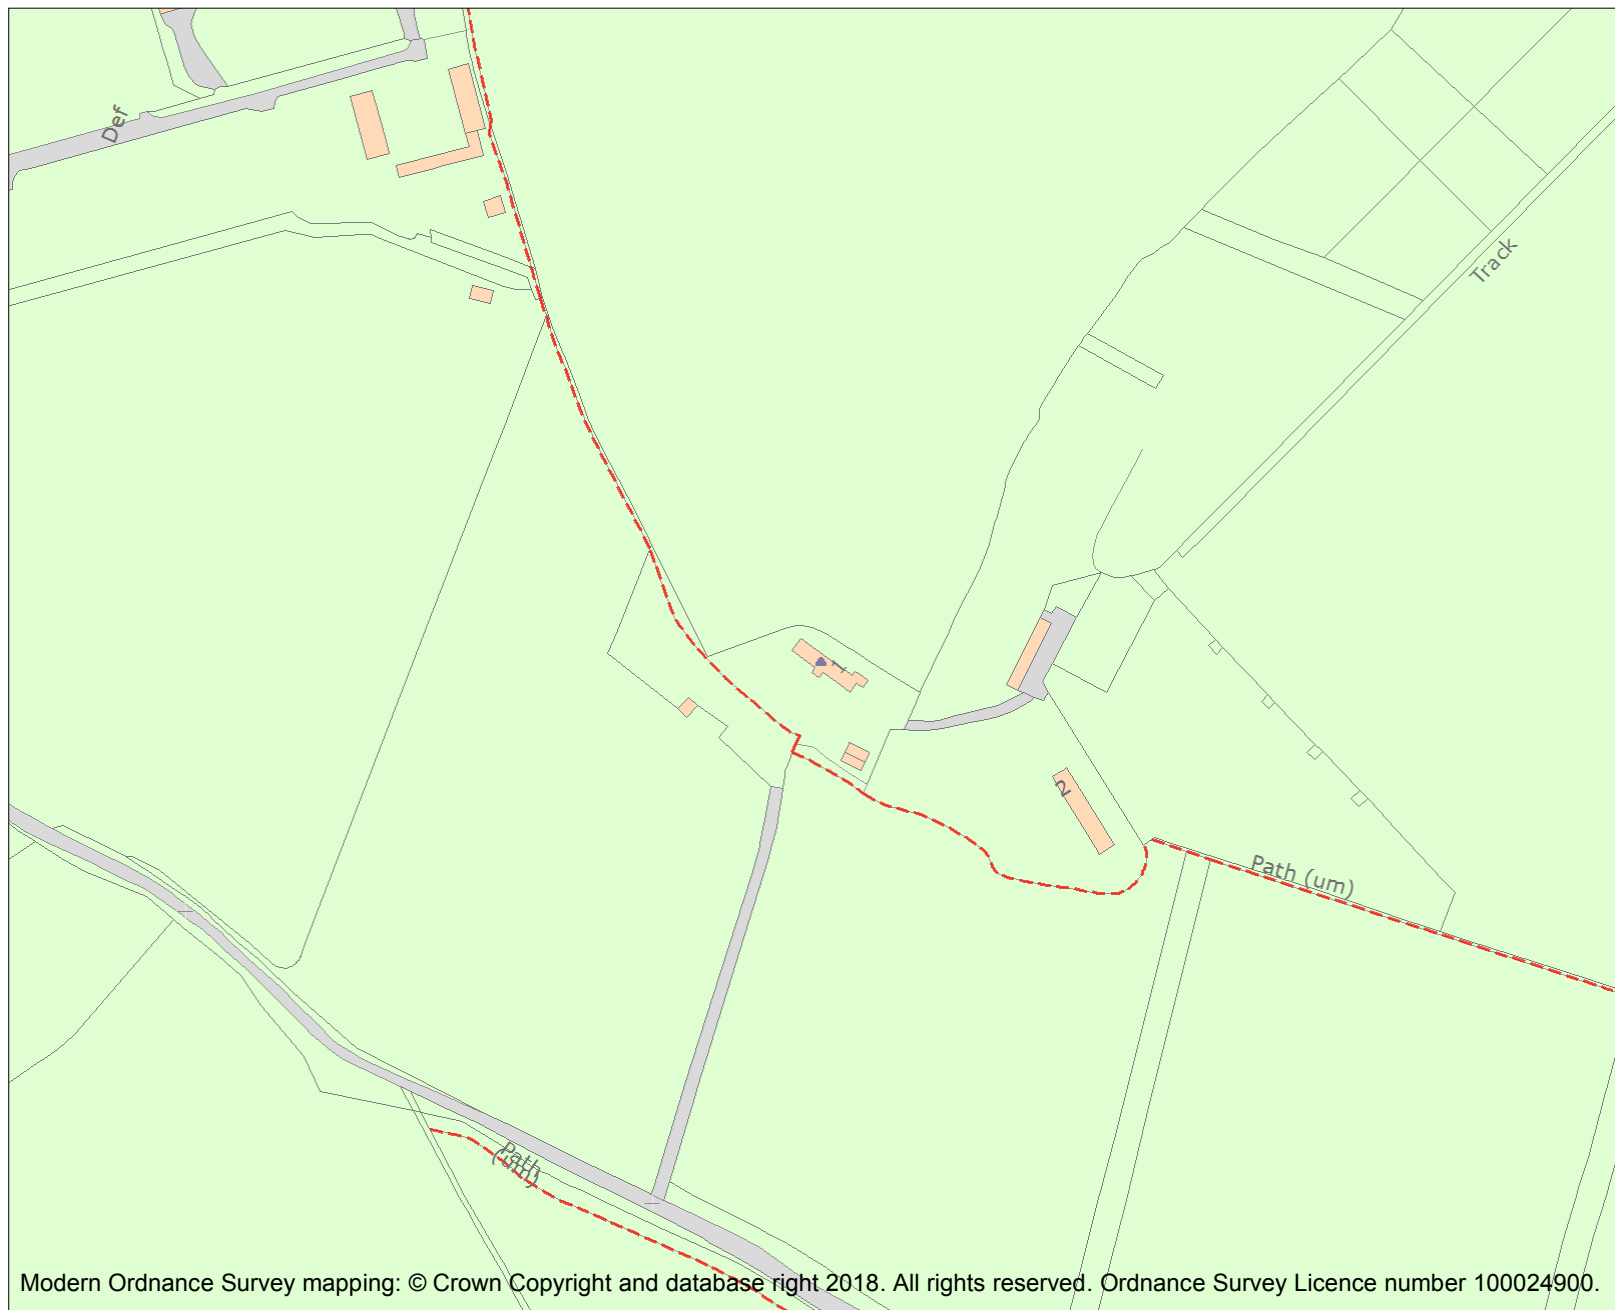 Def
Track
1
2
Path (um)
Path
(um)
Modern Ordnance Survey mapping: © Crown Copyright and database right 2018. All rights reserved. Ordnance Survey Licence number 100024900.